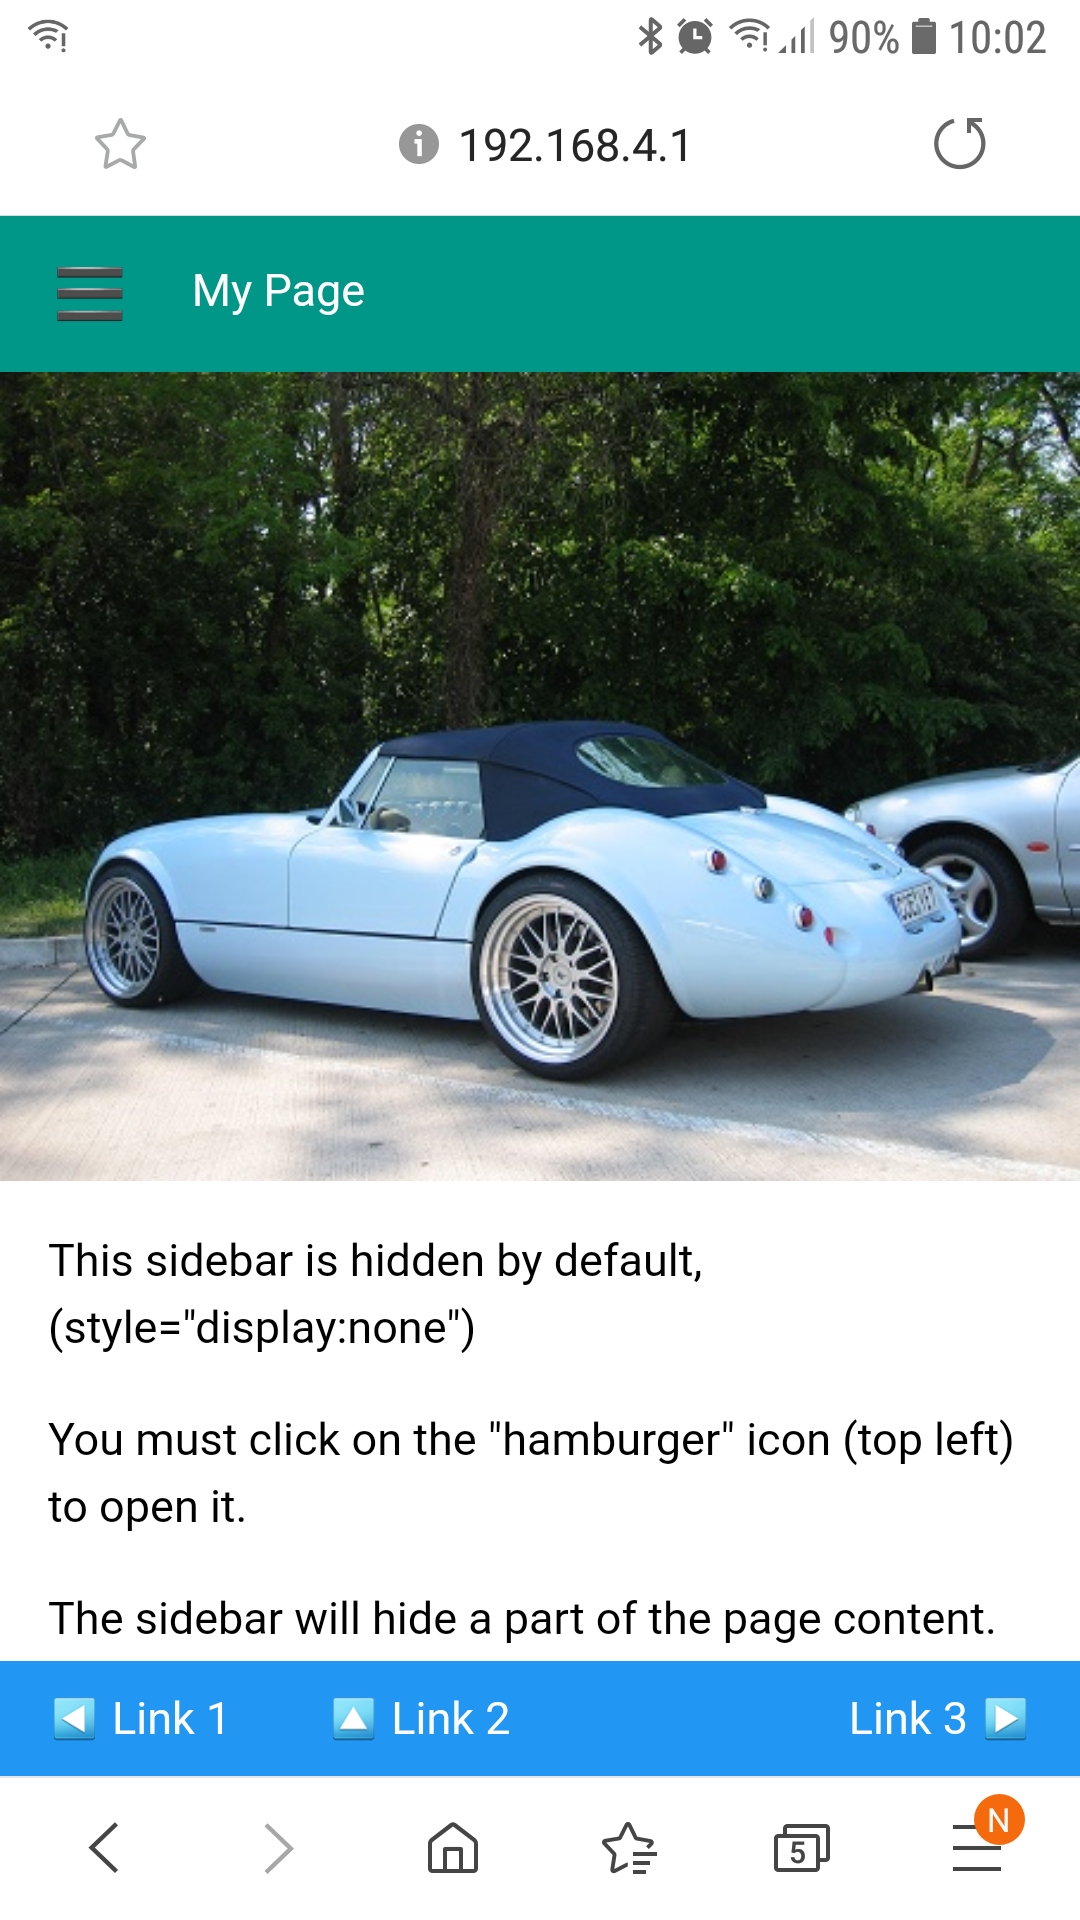 90% 10:02
192.168.4.1
My Page
This sidebar is hidden by default,
(style="display:none")
You must click on the "hamburger" icon (top left)
to open it.
The sidebar will hide a part of the page content.
Link 1 Link 2 Link 3
5 N